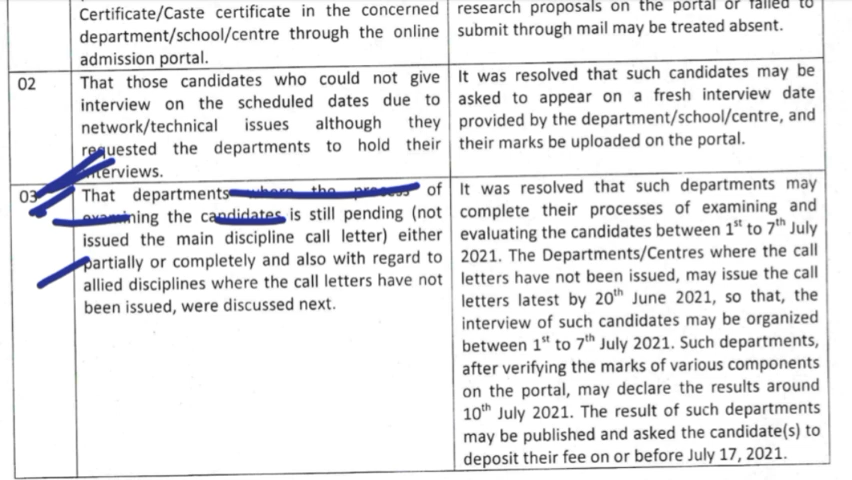 Certificate/Caste certificate in the concerned
department/school/centre through the online
admission portal.
research proposals on the portal or failed to
submit through mail may be treated absent.
02
That those candidates who could not give
interview on the scheduled dates due to
network/technical issues although they
requested the departments to hold their
interviews.
It was resolved that such candidates may be
asked to appear on a fresh interview date
provided by the department/school/centre, and
their marks be uploaded on the portal.
03
That departments where the process of
examining the candidates is still pending (not
issued the main discipline call letter) either
partially or completely and also with regard to
allied disciplines where the call letters have not
been issued, were discussed next.
It was resolved that such departments may
complete their processes of examining and
evaluating the candidates between 1st to 7th July
2021. The Departments/Centres where the call
letters have not been issued, may issue the call
letters latest by 20th June 2021, so that, the
interview of such candidates may be organized
between 1st to 7th July 2021. Such departments,
after verifying the marks of various components
on the portal, may declare the results around
10th July 2021. The result of such departments
may be published and asked the candidate(s) to
deposit their fee on or before July 17, 2021.